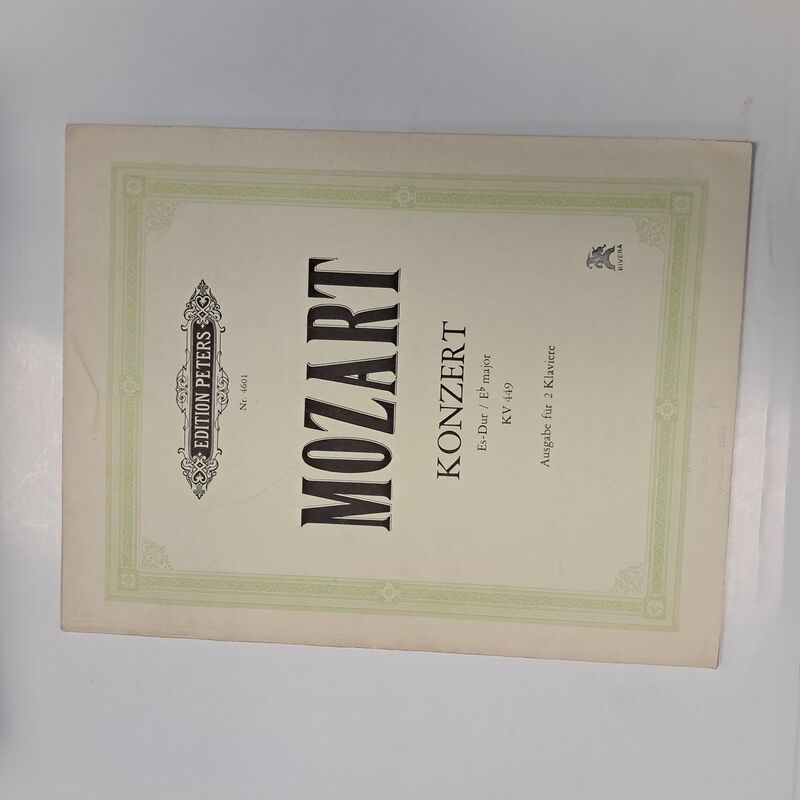 EDITION PETERS
Nr. 4601
MOZART
KONZERT
Es-Dur / E♭ major
KV 449
Ausgabe für 2 Klaviere
RIVERA